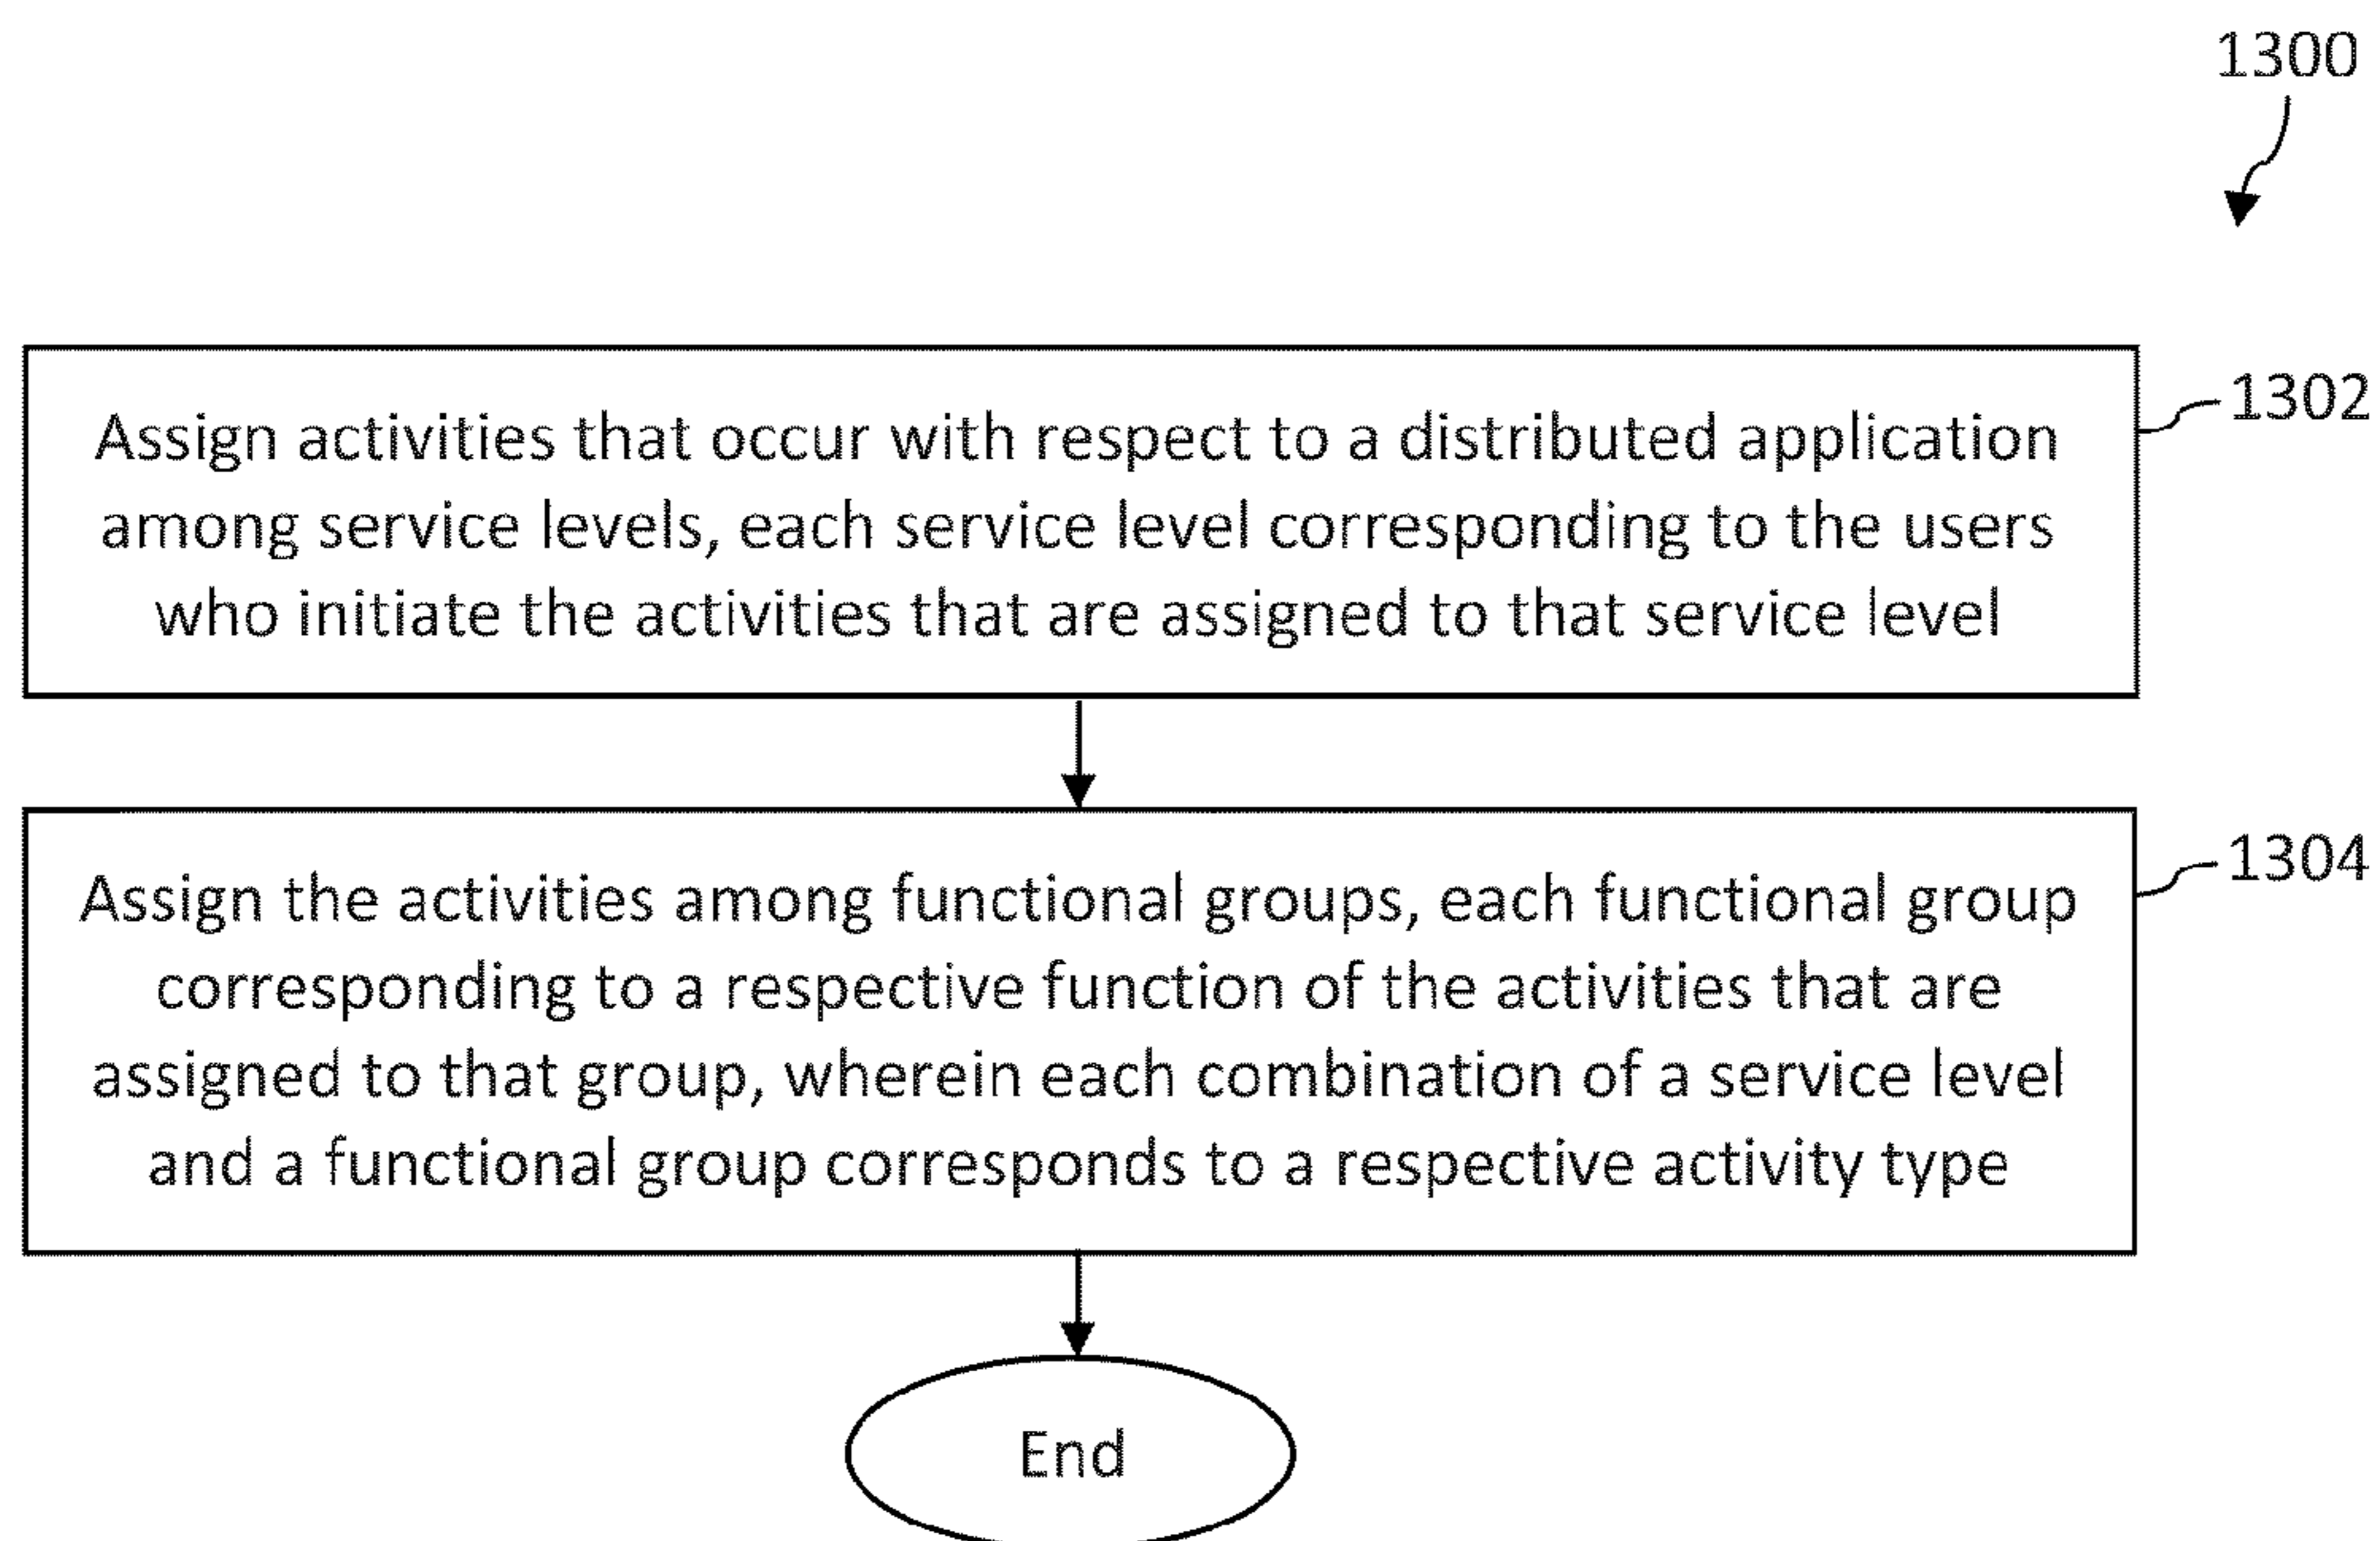 1300
Assign activities that occur with respect to a distributed application
among service levels, each service level corresponding to the users
who initiate the activities that are assigned to that service level
1302
Assign the activities among functional groups, each functional group
corresponding to a respective function of the activities that are
assigned to that group, wherein each combination of a service level
and a functional group corresponds to a respective activity type
1304
End